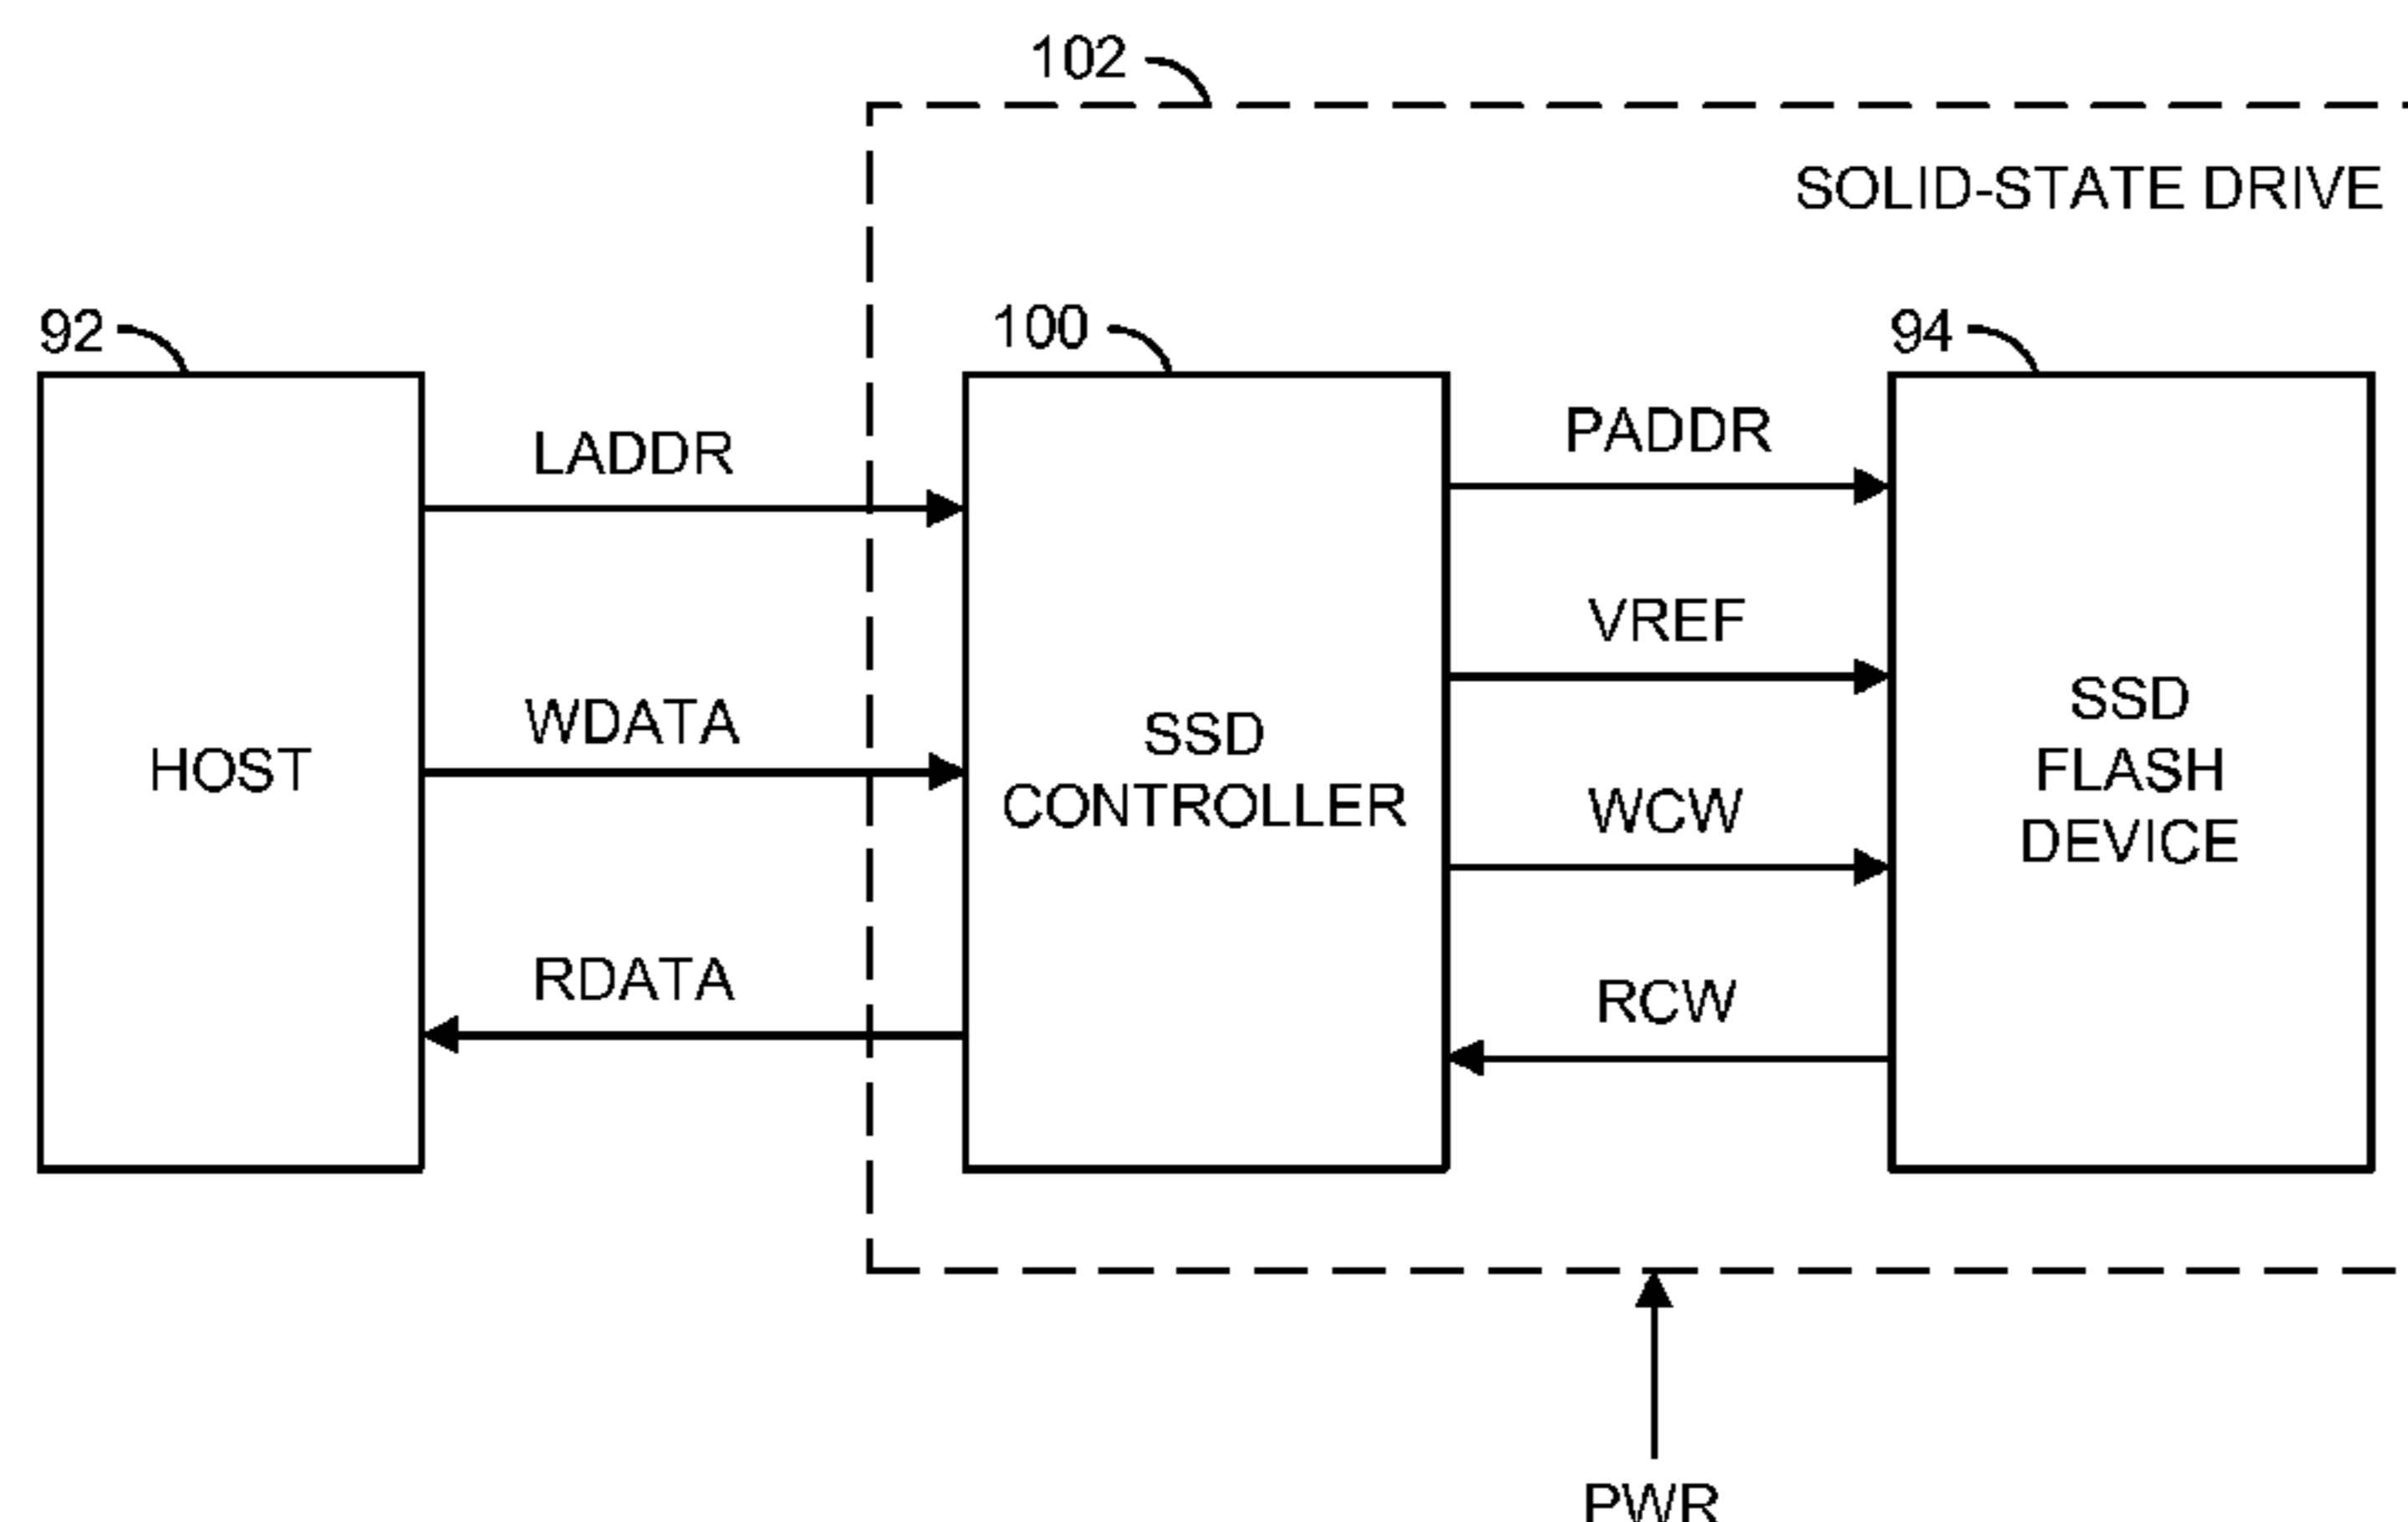 102
SOLID-STATE DRIVE
92
100
94
LADDR
PADDR
VREF
WDATA
HOST
SSD
CONTROLLER
WCW
SSD
FLASH
DEVICE
RDATA
RCW
PWR